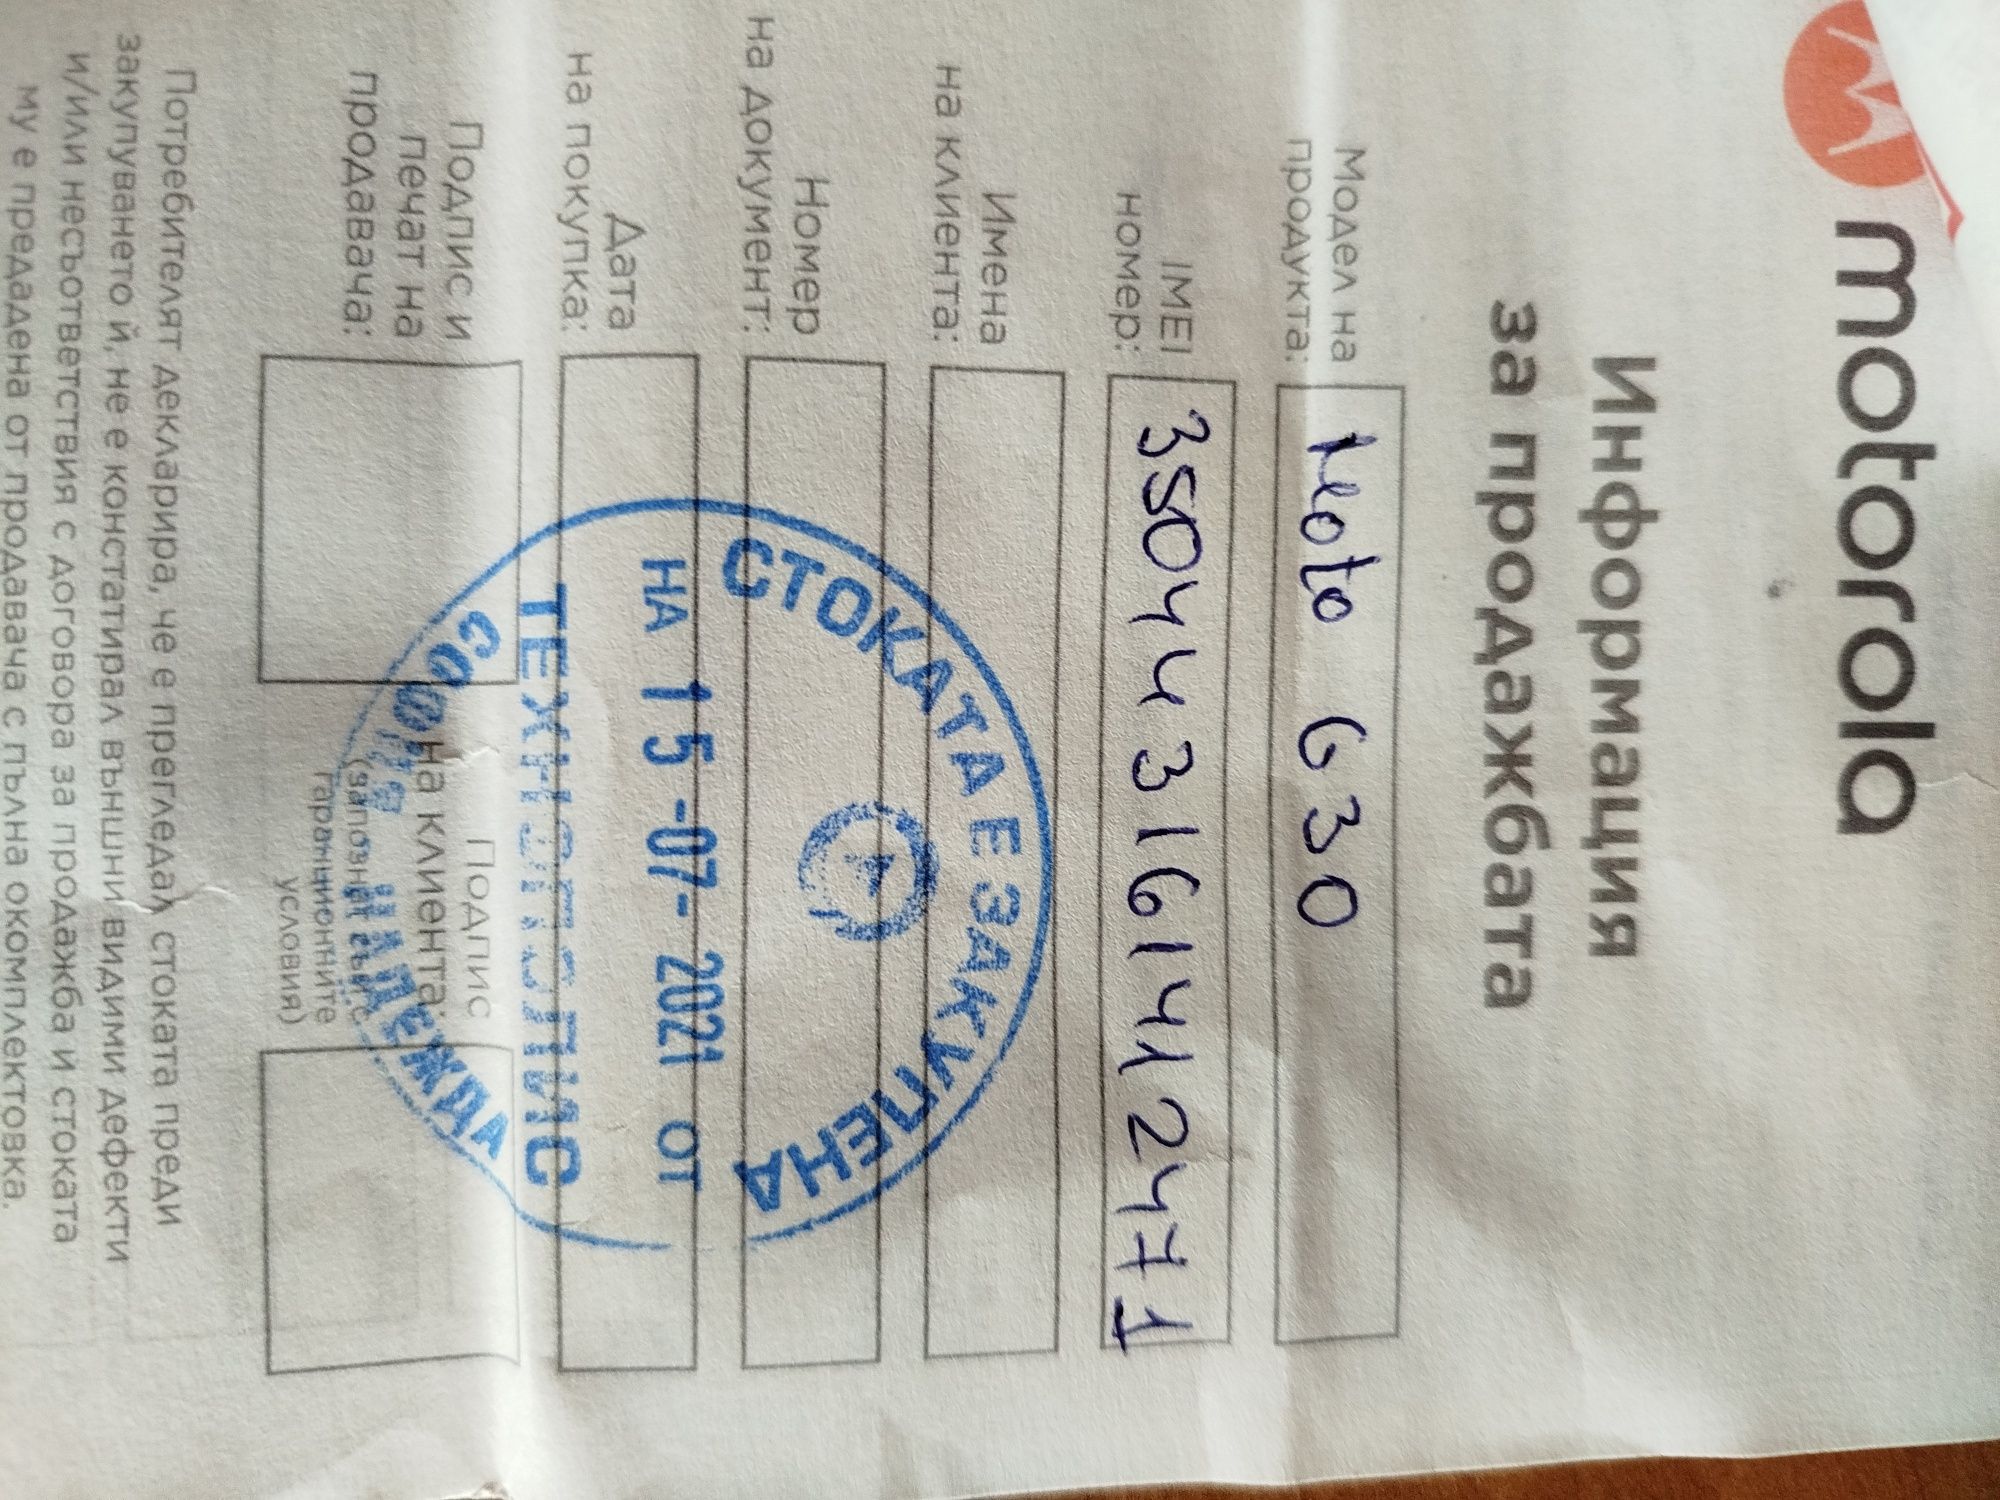 motorola
Информация
за продажбата
Модел на
продукта: Moto G30
IMEI
номер: 350443161412471
Имена
на клиента:
Номер
на документ:
Дата
на покупка:
Подпис и
печат на
продавача:
Подпис
на клиента:
(запознат съм с
гаранционните
условия)
СТОКАТА Е ЗАКУПЕНА
НА 15-07-2021 ОТ
ТЕХНОПОЛИС
СОФИЯ НАДЕЖДА
Потребителят декларира, че е прегледал стоката преди
закупуването й, не е констатирал външни видими дефекти
и/или несъответствия с договора за продажба и стоката
му е предадена от продавача с пълна окомплектовка.